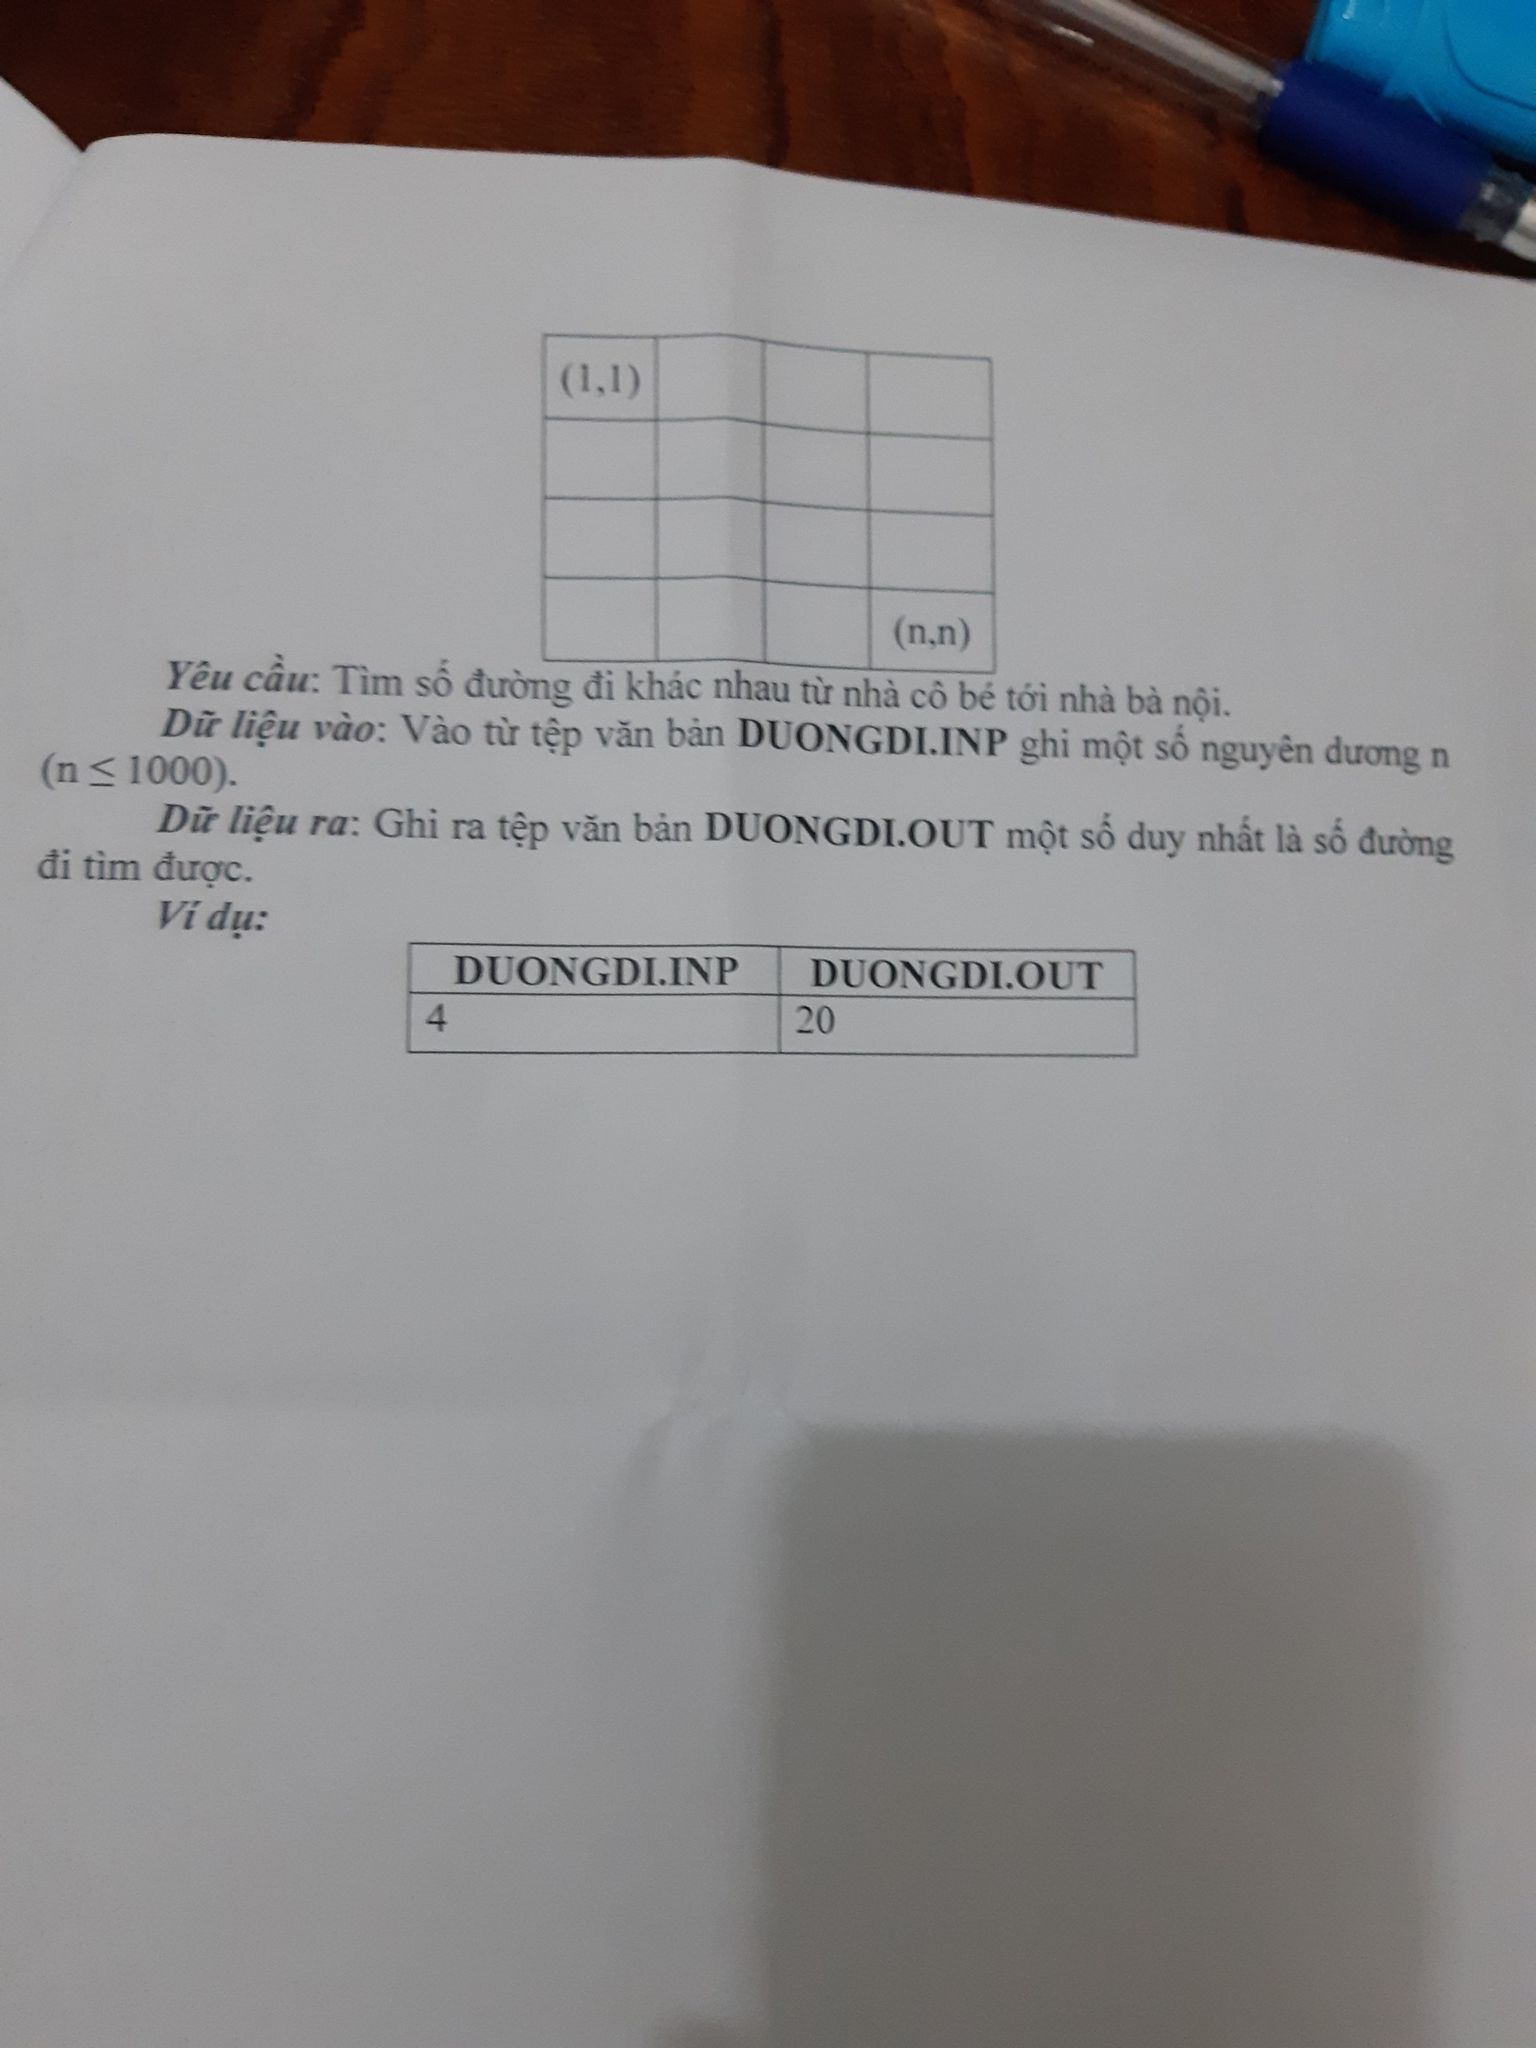 (1,1)
(n,n)
Yêu cầu: Tìm số đường đi khác nhau từ nhà cô bé tới nhà bà nội.
Dữ liệu vào: Vào từ tệp văn bản DUONGDI.INP ghi một số nguyên dương n
(n ≤ 1000).
Dữ liệu ra: Ghi ra tệp văn bản DUONGDI.OUT một số duy nhất là số đường
đi tìm được.
Ví dụ:
DUONGDI.INP DUONGDI.OUT
4 20